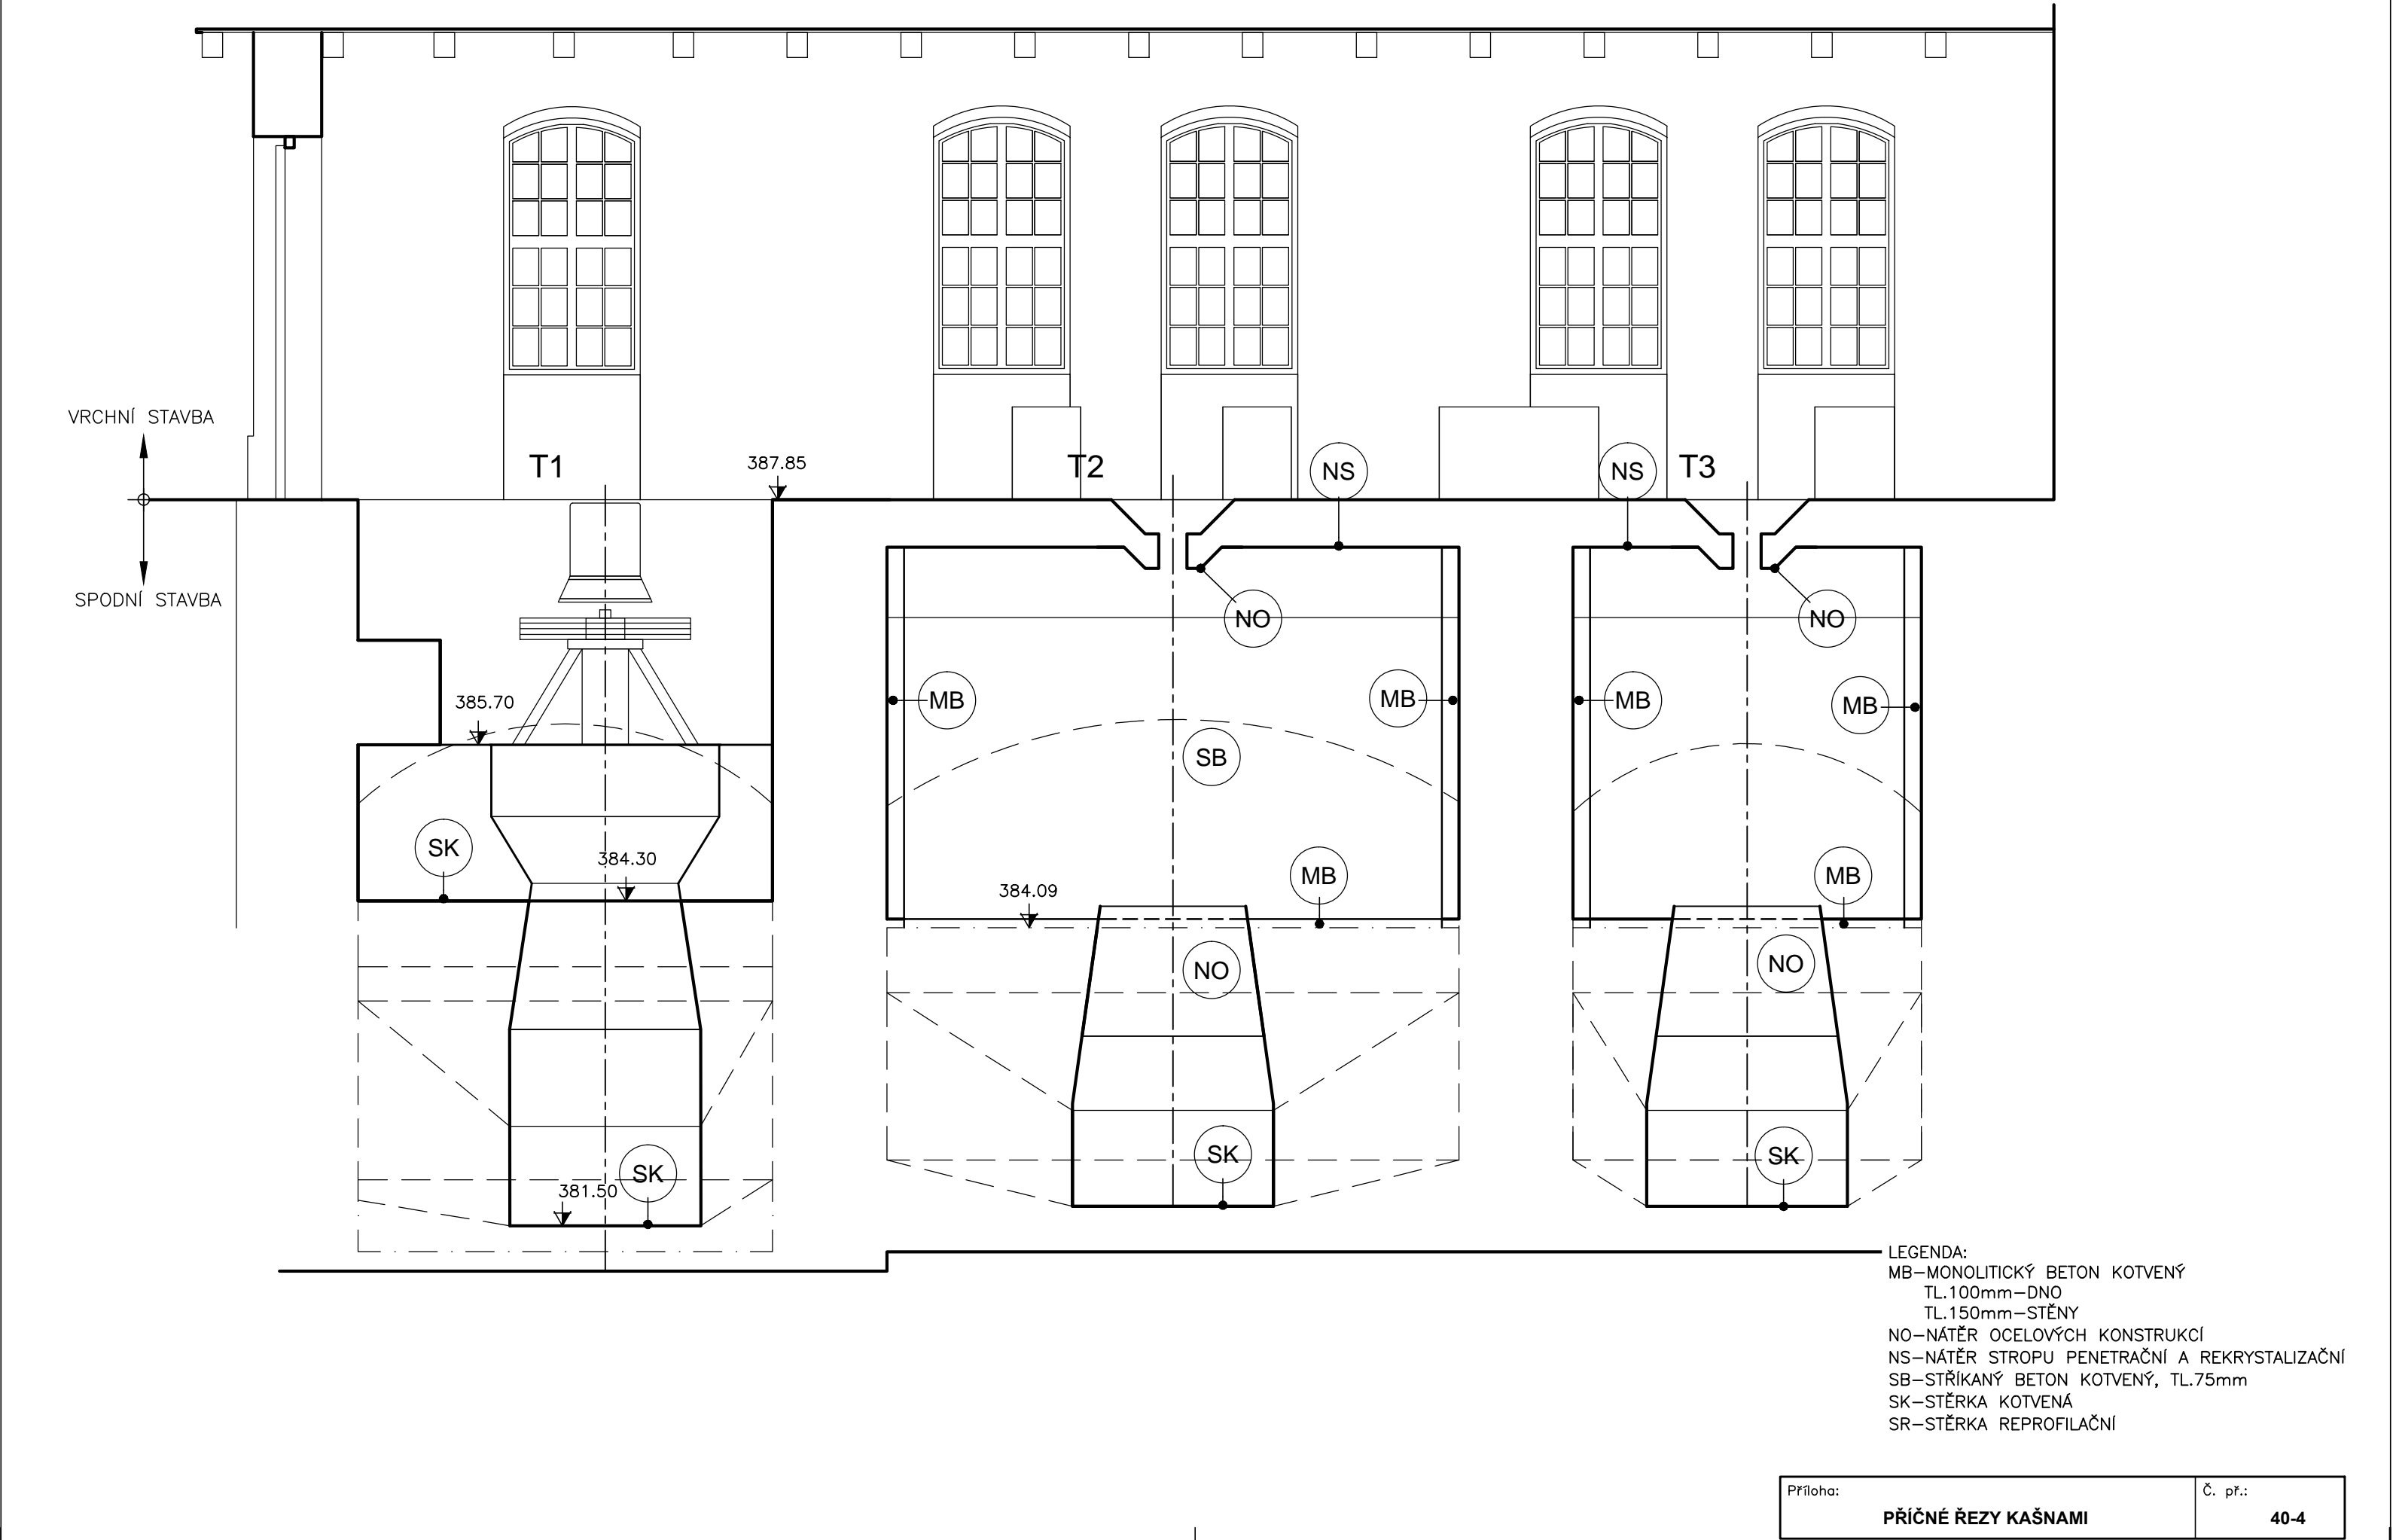 VRCHNÍ STAVBA
T1
387.85
T2
NS
NS
T3
SPODNÍ STAVBA
NO
NO
385.70
MB
MB
MB
MB
SB
SK
384.30
384.09
MB
MB
NO
NO
381.50
SK
SK
SK
LEGENDA:
MB–MONOLITICKÝ BETON KOTVENÝ
TL.100mm–DNO
TL.150mm–STĚNY
NO–NÁTĚR OCELOVÝCH KONSTRUKCÍ
NS–NÁTĚR STROPU PENETRAČNÍ A REKRYSTALIZAČNÍ
SB–STŘÍKANÝ BETON KOTVENÝ, TL.75mm
SK–STĚRKA KOTVENÁ
SR–STĚRKA REPROFILAČNÍ
Příloha:
Č. př.:
PŘÍČNÉ ŘEZY KAŠNAMI
40-4